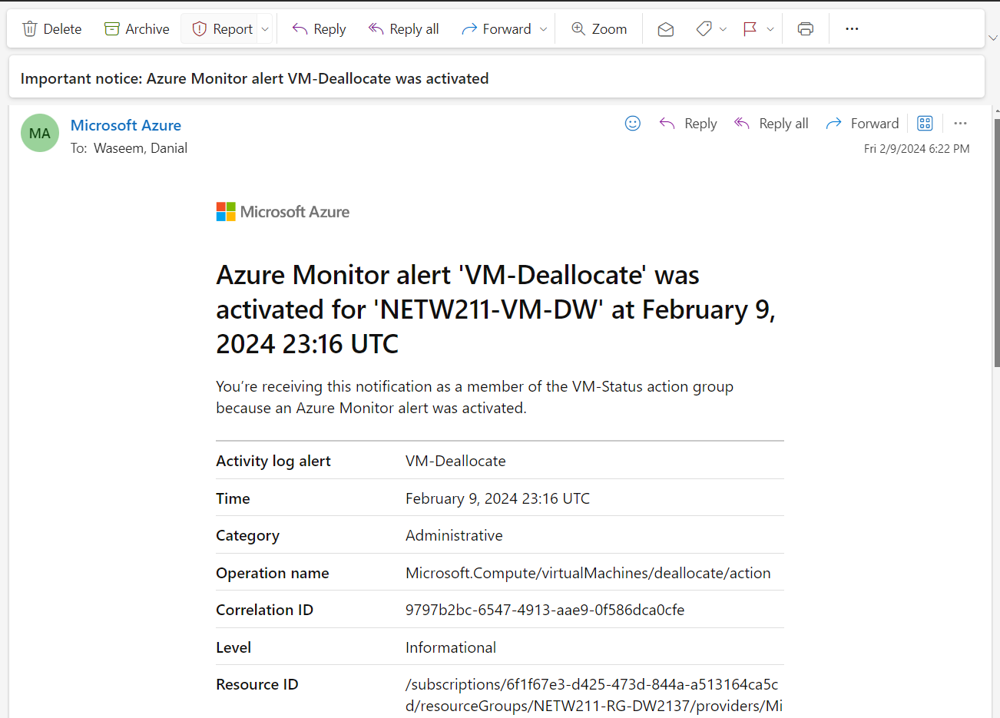 Delete Archive Report Reply Reply all Forward Zoom
Important notice: Azure Monitor alert VM-Deallocate was activated
MA
Microsoft Azure
To: Waseem, Danial
Reply Reply all Forward
Fri 2/9/2024 6:22 PM
Microsoft Azure
Azure Monitor alert 'VM-Deallocate' was
activated for 'NETW211-VM-DW' at February 9,
2024 23:16 UTC
You’re receiving this notification as a member of the VM-Status action group
because an Azure Monitor alert was activated.
Activity log alert VM-Deallocate
Time February 9, 2024 23:16 UTC
Category Administrative
Operation name Microsoft.Compute/virtualMachines/deallocate/action
Correlation ID 9797b2bc-6547-4913-aae9-0f586dca0cfe
Level Informational
Resource ID /subscriptions/6f1f67e3-d425-473d-844a-a513164ca5c
d/resourceGroups/NETW211-RG-DW2137/providers/Mi